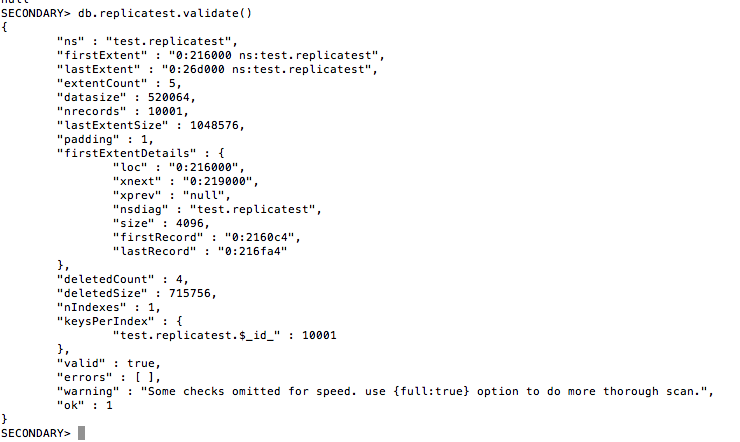 null
SECONDARY> db.replicatest.validate()
{
        "ns" : "test.replicatest",
        "firstExtent" : "0:216000 ns:test.replicatest",
        "lastExtent" : "0:26d000 ns:test.replicatest",
        "extentCount" : 5,
        "datasize" : 520064,
        "nrecords" : 10001,
        "lastExtentSize" : 1048576,
        "padding" : 1,
        "firstExtentDetails" : {
                "loc" : "0:216000",
                "xnext" : "0:219000",
                "xprev" : "null",
                "nsdiag" : "test.replicatest",
                "size" : 4096,
                "firstRecord" : "0:2160c4",
                "lastRecord" : "0:216fa4"
        },
        "deletedCount" : 4,
        "deletedSize" : 715756,
        "nIndexes" : 1,
        "keysPerIndex" : {
                "test.replicatest.$_id_" : 10001
        },
        "valid" : true,
        "errors" : [ ],
        "warning" : "Some checks omitted for speed. use {full:true} option to do more thorough scan.",
        "ok" : 1
}
SECONDARY>